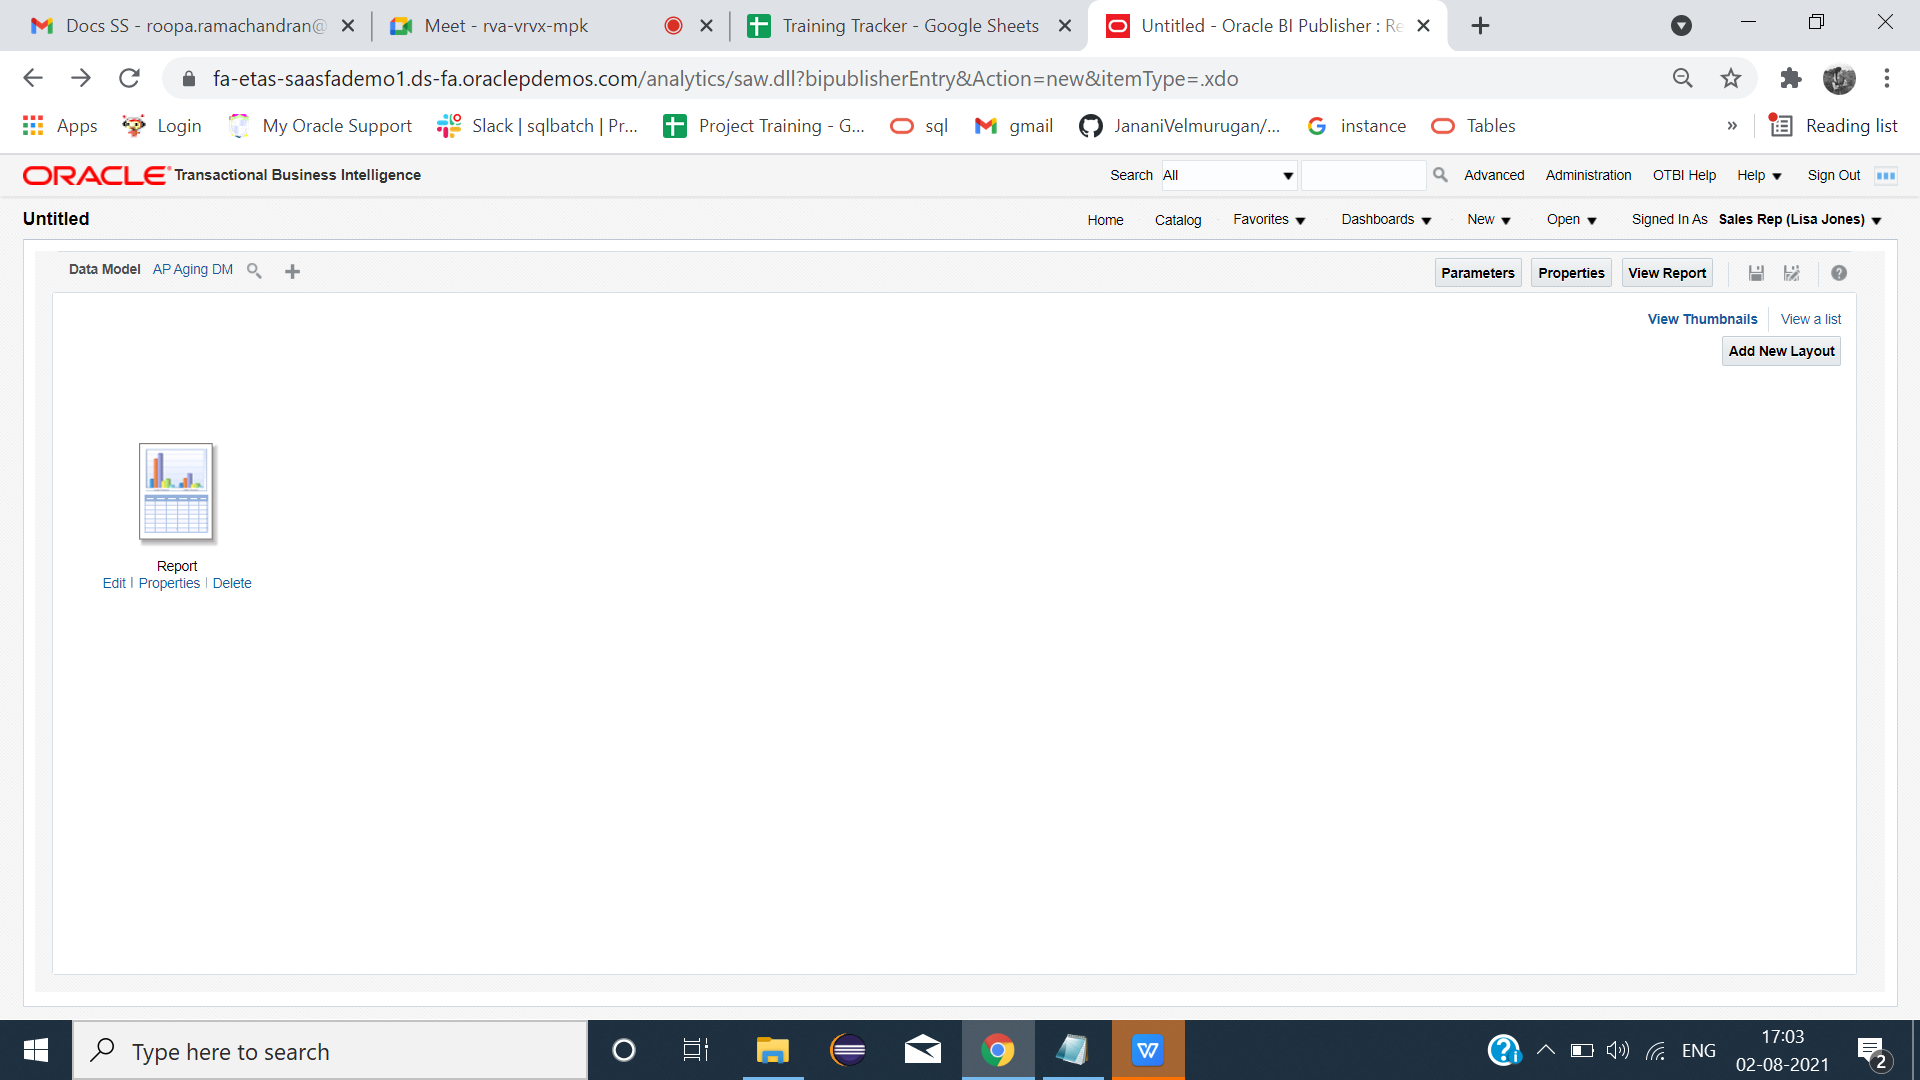 Docs SS - roopa.ramachandran@
Meet - rva-vrvx-mpk
Training Tracker - Google Sheets
Untitled - Oracle BI Publisher : Re
fa-etas-saasfademo1.ds-fa.oraclepdemos.com/analytics/saw.dll?bipublisherEntry&Action=new&itemType=.xdo
Apps Login My Oracle Support Slack | sqlbatch | Pr... Project Training - G... sql gmail JananiVelmurugan/... instance Tables » Reading list
ORACLE Transactional Business Intelligence
Search All Advanced Administration OTBI Help Help Sign Out
Untitled
Home Catalog Favorites Dashboards New Open Signed In As Sales Rep (Lisa Jones)
Data Model AP Aging DM
Parameters Properties View Report
View Thumbnails View a list
Add New Layout
Report
Edit | Properties | Delete
Type here to search
ENG
17:03
02-08-2021
2